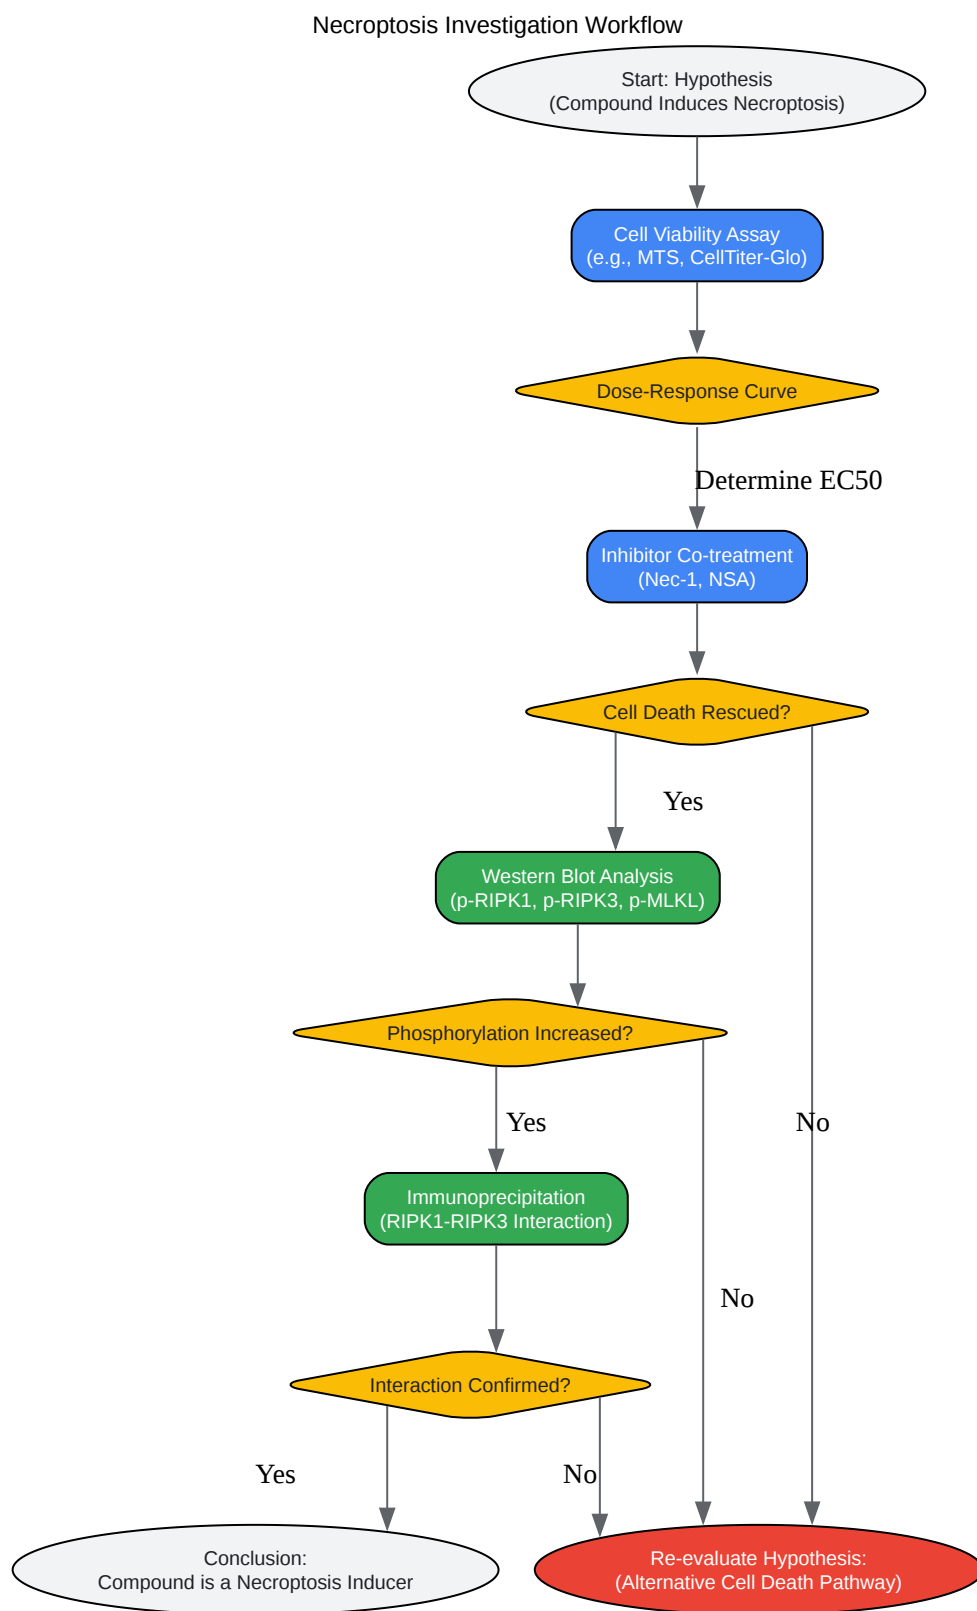 Necroptosis Investigation Workflow
Start: Hypothesis
(Compound Induces Necroptosis)
Cell Viability Assay
(e.g., MTS, CellTiter-Glo)
Dose-Response Curve
Determine EC50
Inhibitor Co-treatment
(Nec-1, NSA)
Cell Death Rescued?
Yes
Western Blot Analysis
(p-RIPK1, p-RIPK3, p-MLKL)
Phosphorylation Increased?
Yes
No
Immunoprecipitation
(RIPK1-RIPK3 Interaction)
No
Interaction Confirmed?
Yes
No
Conclusion:
Compound is a Necroptosis Inducer
Re-evaluate Hypothesis:
(Alternative Cell Death Pathway)